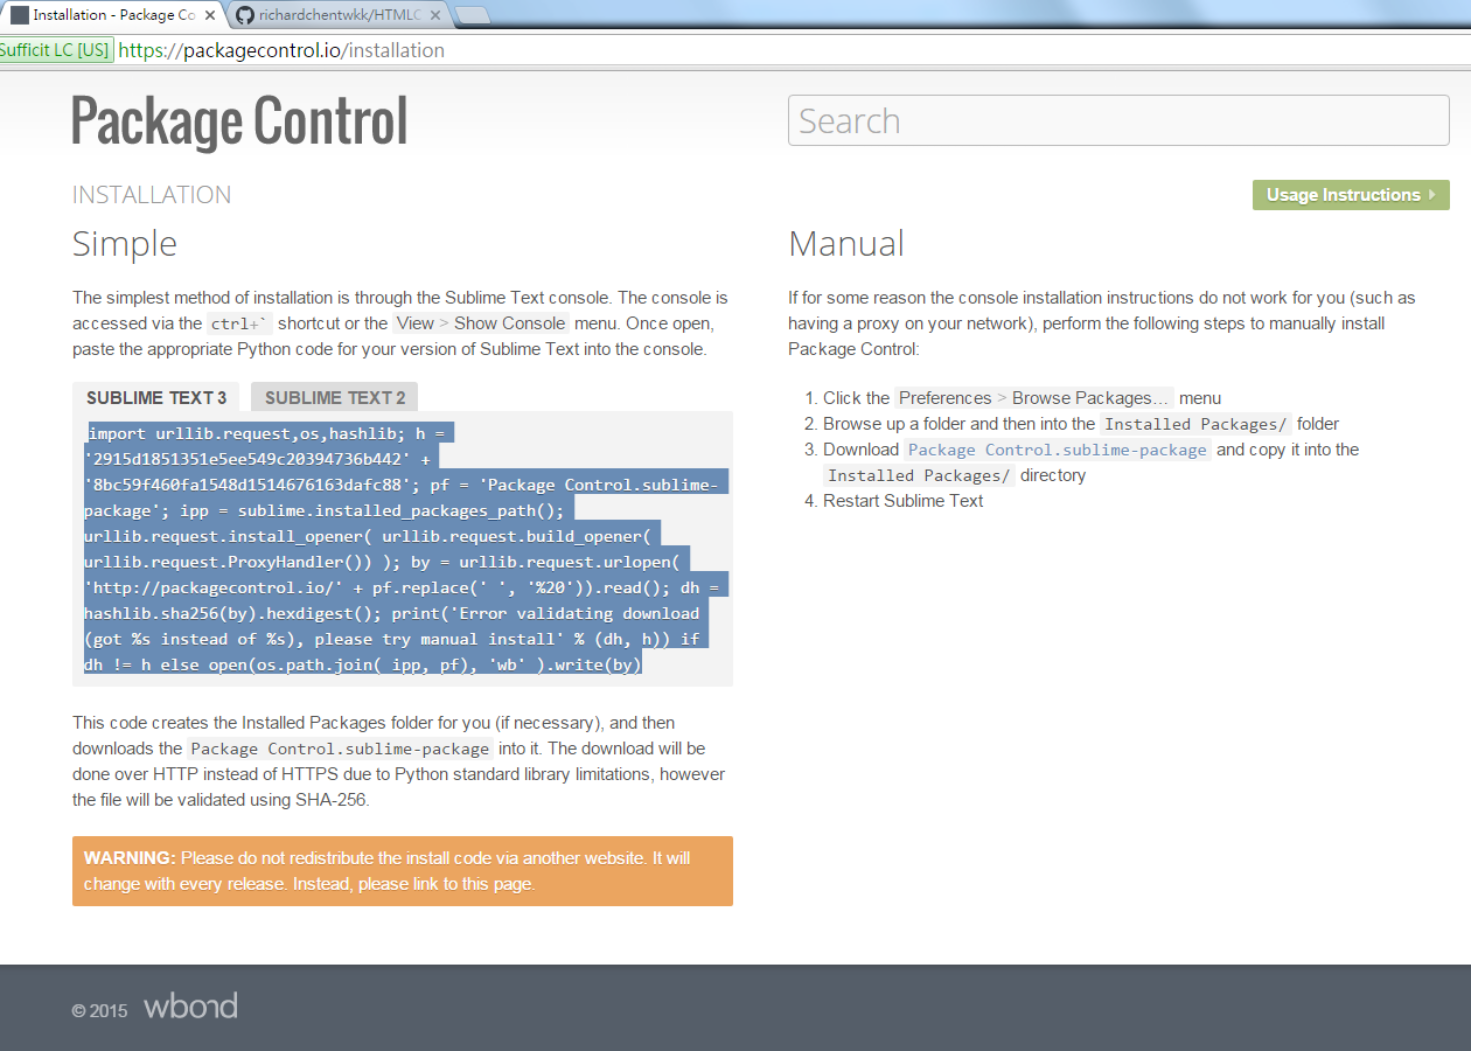 Installation - Package Co
richardchentwkk/HTMLC
Sufficit LC [US] https://packagecontrol.io/installation
Package Control
Search
INSTALLATION
Usage Instructions
Simple
The simplest method of installation is through the Sublime Text console. The console is
accessed via the ctrl+` shortcut or the View > Show Console menu. Once open,
paste the appropriate Python code for your version of Sublime Text into the console.
SUBLIME TEXT 3 SUBLIME TEXT 2
import urllib.request,os,hashlib; h =
'2915d1851351e5ee549c20394736b442' +
'8bc59f460fa1548d1514676163dafc88'; pf = 'Package Control.sublime-
package'; ipp = sublime.installed_packages_path();
urllib.request.install_opener( urllib.request.build_opener(
urllib.request.ProxyHandler()) ); by = urllib.request.urlopen(
'http://packagecontrol.io/' + pf.replace(' ', '%20')).read(); dh =
hashlib.sha256(by).hexdigest(); print('Error validating download
(got %s instead of %s), please try manual install' % (dh, h)) if
dh != h else open(os.path.join( ipp, pf), 'wb' ).write(by)
This code creates the Installed Packages folder for you (if necessary), and then
downloads the Package Control.sublime-package into it. The download will be
done over HTTP instead of HTTPS due to Python standard library limitations, however
the file will be validated using SHA-256.
WARNING: Please do not redistribute the install code via another website. It will
change with every release. Instead, please link to this page.
Manual
If for some reason the console installation instructions do not work for you (such as
having a proxy on your network), perform the following steps to manually install
Package Control:
1. Click the Preferences > Browse Packages… menu
2. Browse up a folder and then into the Installed Packages/ folder
3. Download Package Control.sublime-package and copy it into the
Installed Packages/ directory
4. Restart Sublime Text
© 2015 wbond